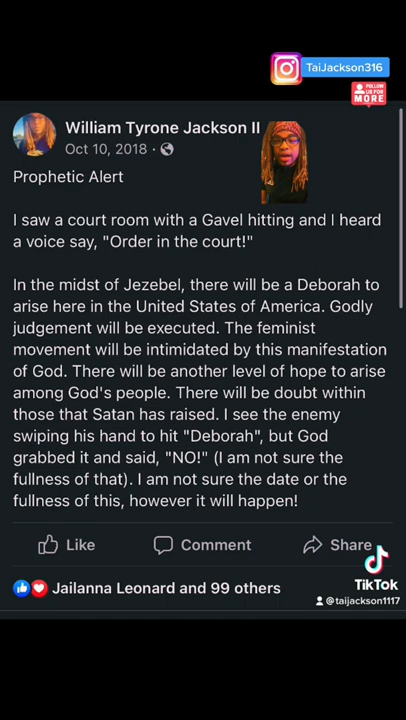 TaiJackson316
FOLLOW
US FOR
MORE
William Tyrone Jackson II
Oct 10, 2018 ·
Prophetic Alert
I saw a court room with a Gavel hitting and I heard
a voice say, "Order in the court!"
In the midst of Jezebel, there will be a Deborah to
arise here in the United States of America. Godly
judgement will be executed. The feminist
movement will be intimidated by this manifestation
of God. There will be another level of hope to arise
among God's people. There will be doubt within
those that Satan has raised. I see the enemy
swiping his hand to hit "Deborah", but God
grabbed it and said, "NO!" (I am not sure the
fullness of that). I am not sure the date or the
fullness of this, however it will happen!
Like
Comment
Share
Jailanna Leonard and 99 others
TikTok
@taijackson1117